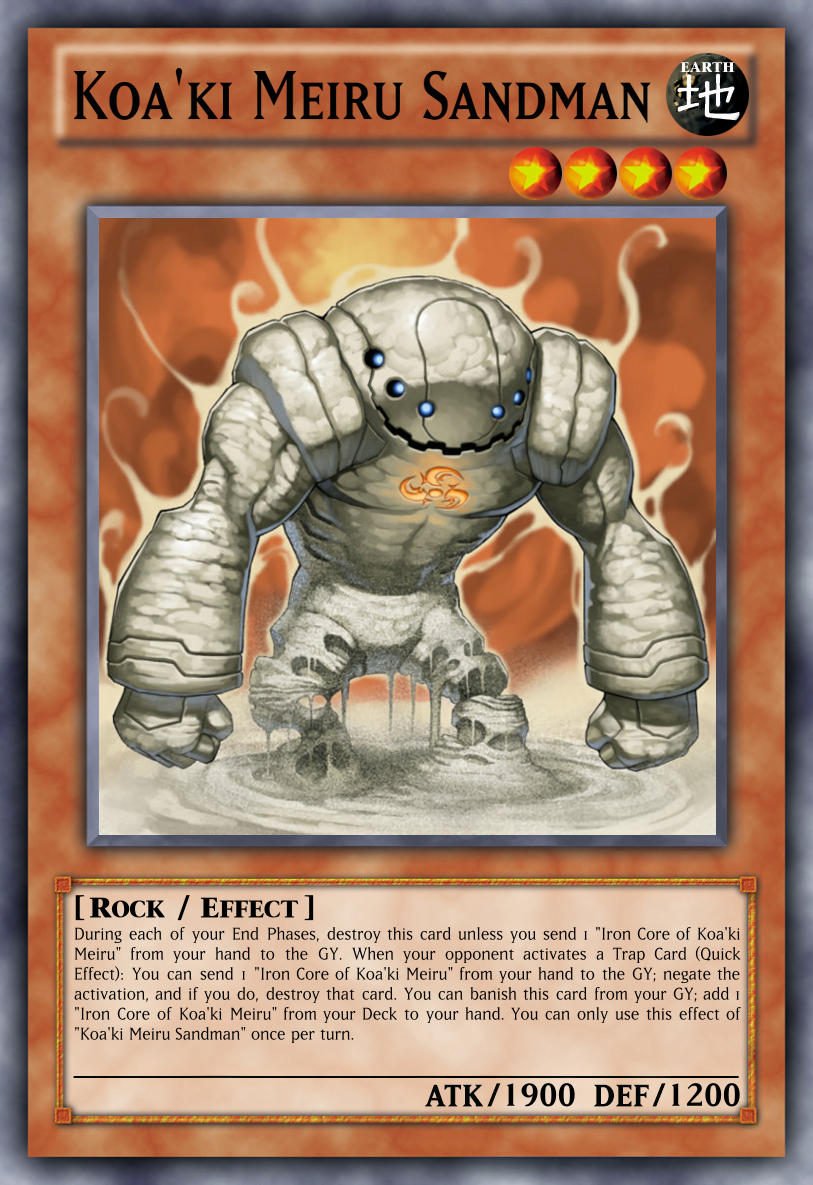 Koa'ki Meiru Sandman
EARTH
地
[ Rock / Effect ]
During each of your End Phases, destroy this card unless you send 1 "Iron Core of Koa'ki
Meiru" from your hand to the GY. When your opponent activates a Trap Card (Quick
Effect): You can send 1 "Iron Core of Koa'ki Meiru" from your hand to the GY; negate the
activation, and if you do, destroy that card. You can banish this card from your GY; add 1
"Iron Core of Koa'ki Meiru" from your Deck to your hand. You can only use this effect of
"Koa'ki Meiru Sandman" once per turn.
ATK/1900 DEF/1200